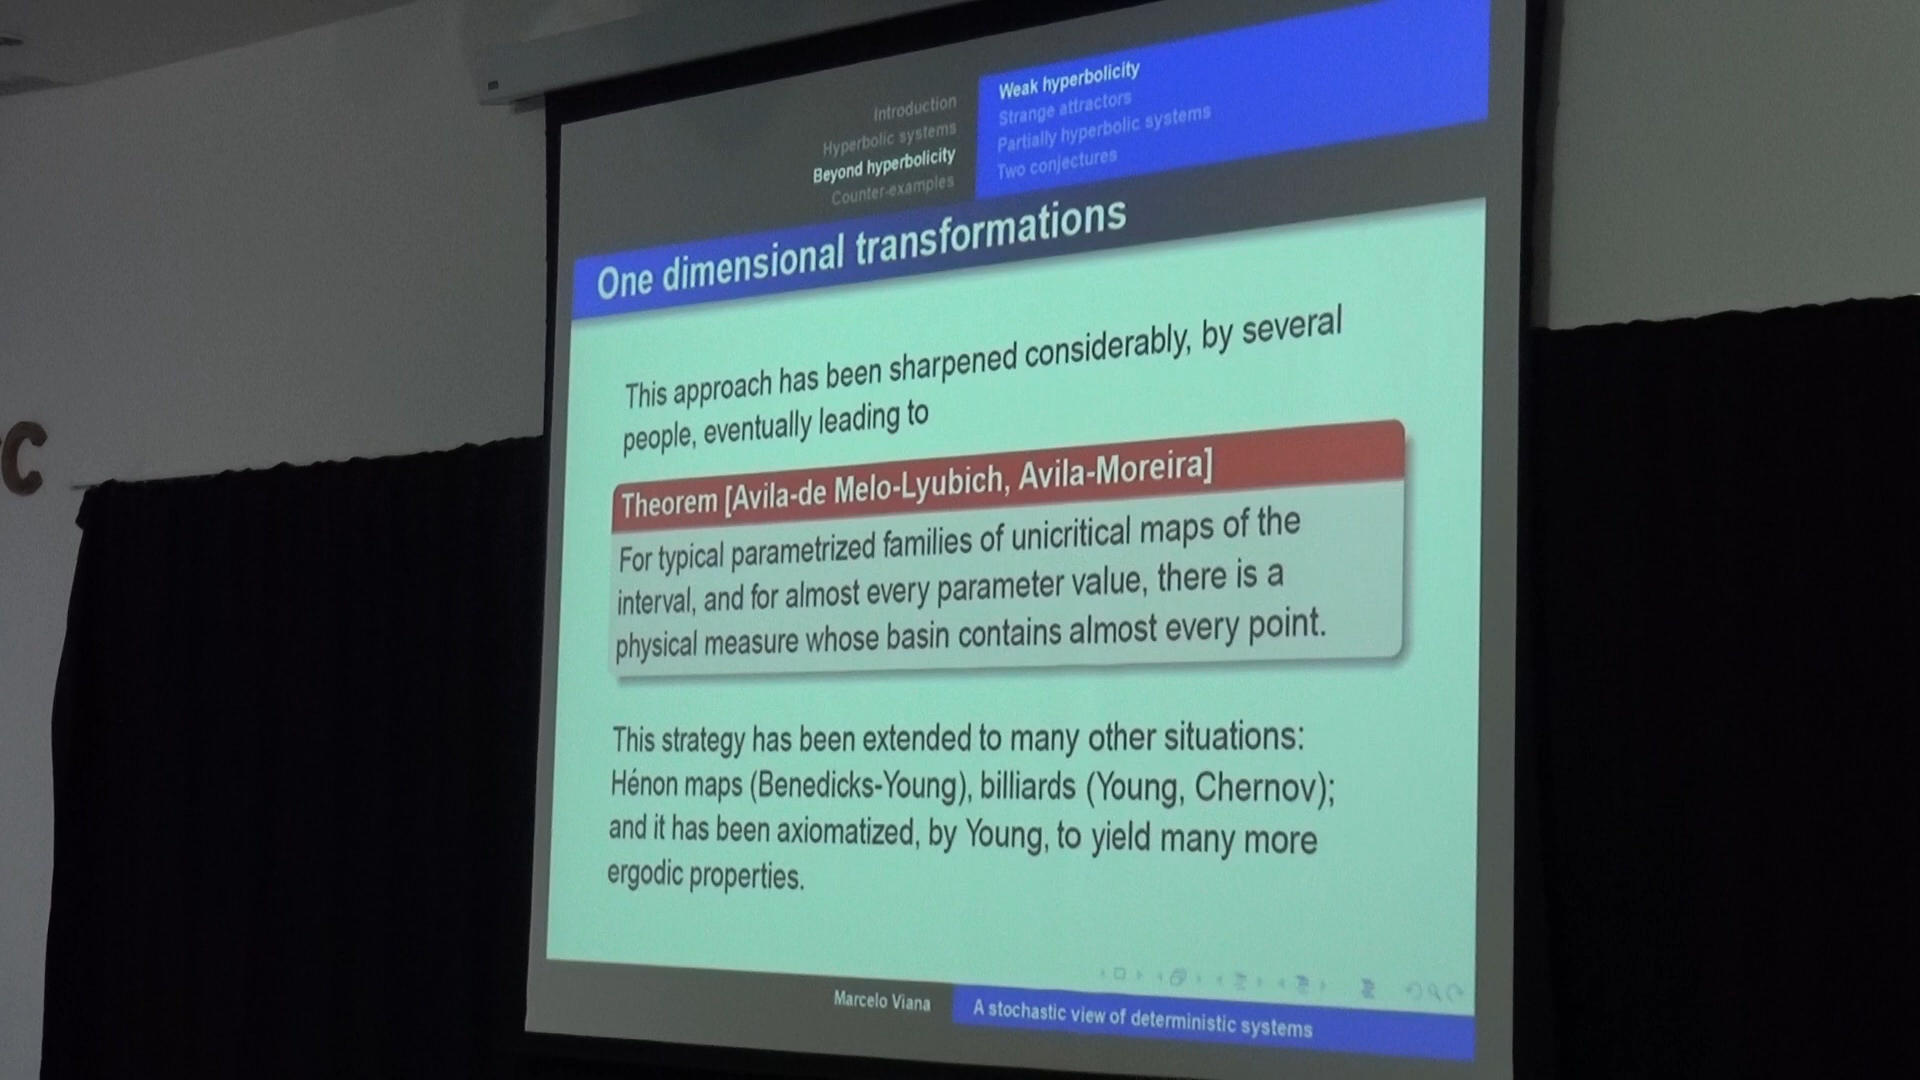 Introduction
Hyperbolic systems
Beyond hyperbolicity
Counter-examples
Weak hyperbolicity
Strange attractors
Partially hyperbolic systems
Two conjectures
One dimensional transformations
This approach has been sharpened considerably, by several
people, eventually leading to
Theorem [Avila-de Melo-Lyubich, Avila-Moreira]
For typical parametrized families of unicritical maps of the
interval, and for almost every parameter value, there is a
physical measure whose basin contains almost every point.
This strategy has been extended to many other situations:
Hénon maps (Benedicks-Young), billiards (Young, Chernov);
and it has been axiomatized, by Young, to yield many more
ergodic properties.
Marcelo Viana
A stochastic view of deterministic systems
C